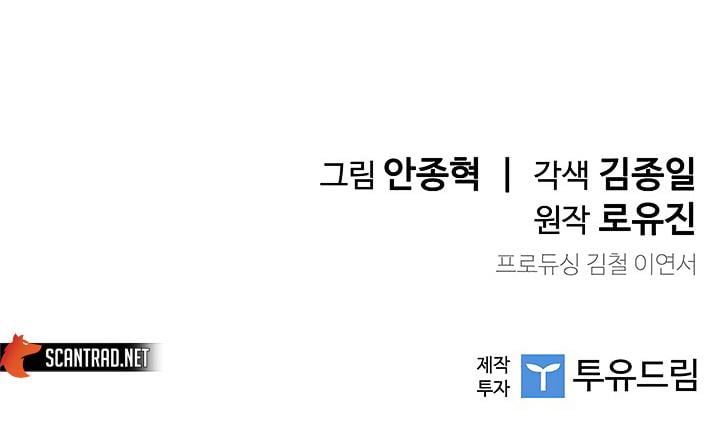 그림 안종혁 | 각색 김종일
원작 로유진
프로듀싱 김철 이연서
SCANTRAD.NET
제작
투자
투유드림